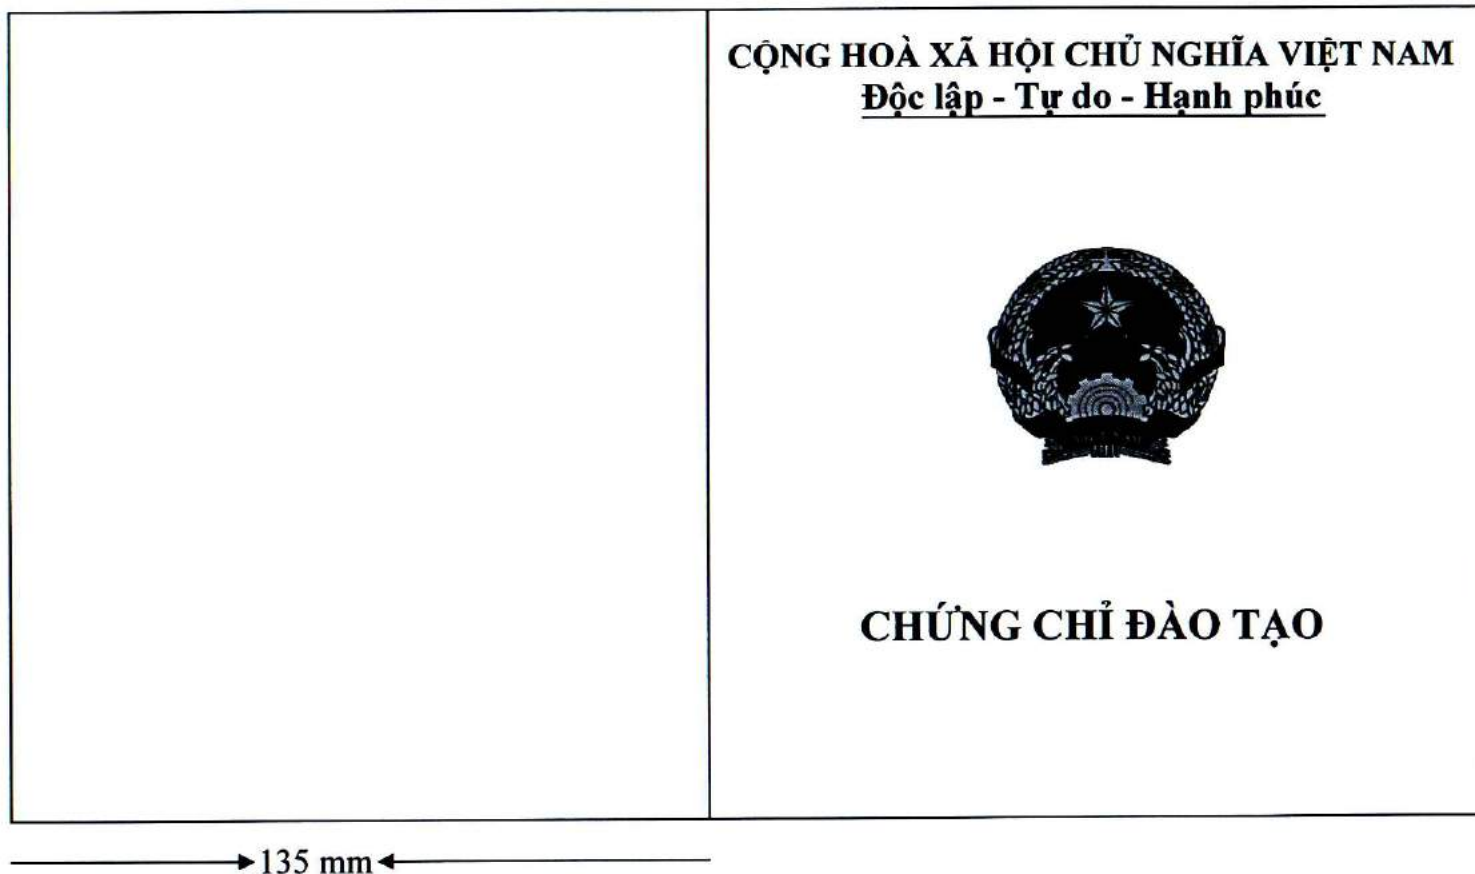 CỘNG HOÀ XÃ HỘI CHỦ NGHĨA VIỆT NAM
Độc lập - Tự do - Hạnh phúc
CHỨNG CHỈ ĐÀO TẠO
135 mm